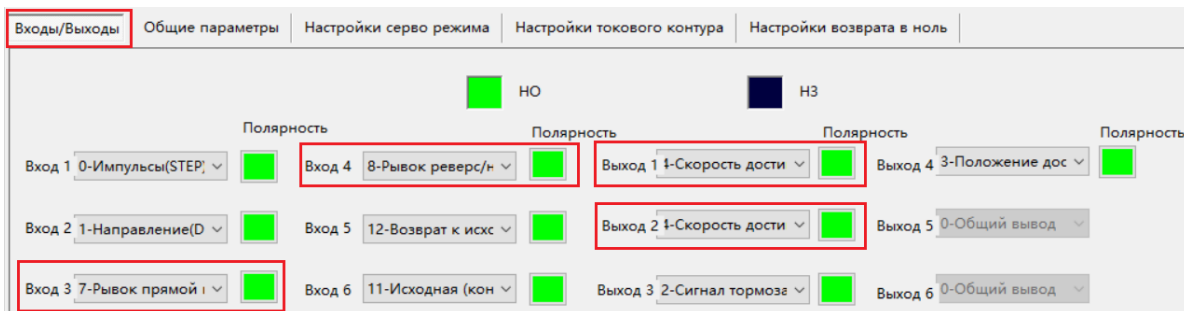 Входы/Выходы Общие параметры Настройки серво режима Настройки токового контура Настройки возврата в ноль
НО НЗ
Полярность Полярность Полярность Полярность
Вход 1 0-Импульсы(STEP) Вход 4 8-Рывок реверс/н Выход 1 4-Скорость дости Выход 4 3-Положение дос
Вход 2 1-Направление(D Вход 5 12-Возврат к исхо Выход 2 4-Скорость дости Выход 5 0-Общий вывод
Вход 3 7-Рывок прямой Вход 6 11-Исходная (кон Выход 3 2-Сигнал тормоза Выход 6 0-Общий вывод